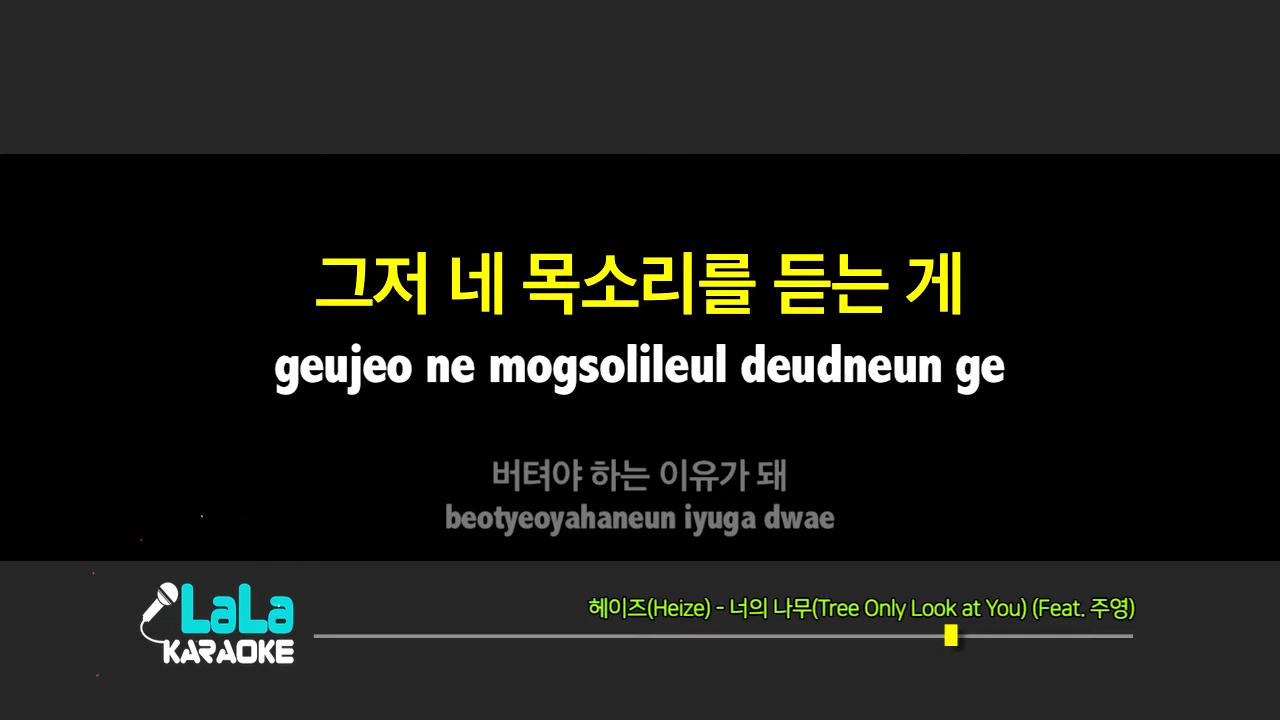 그저 네 목소리를 듣는 게
geujeo ne mogsolileul deudneun ge
버텨야 하는 이유가 돼
beotyeoyahaneun iyuga dwae
LaLa
KARAOKE
헤이즈(Heize) - 너의 나무(Tree Only Look at You) (Feat. 주영)